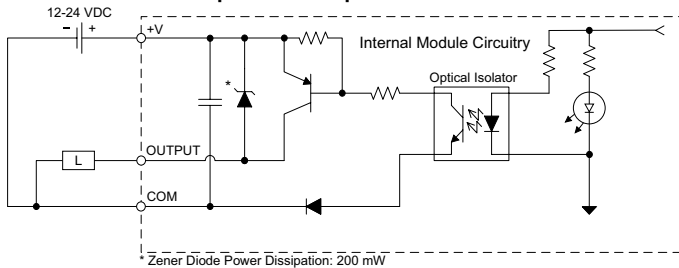 12-24 VDC
− +
+V
Internal Module Circuitry
Optical Isolator
*
OUTPUT
L
COM
* Zener Diode Power Dissipation: 200 mW